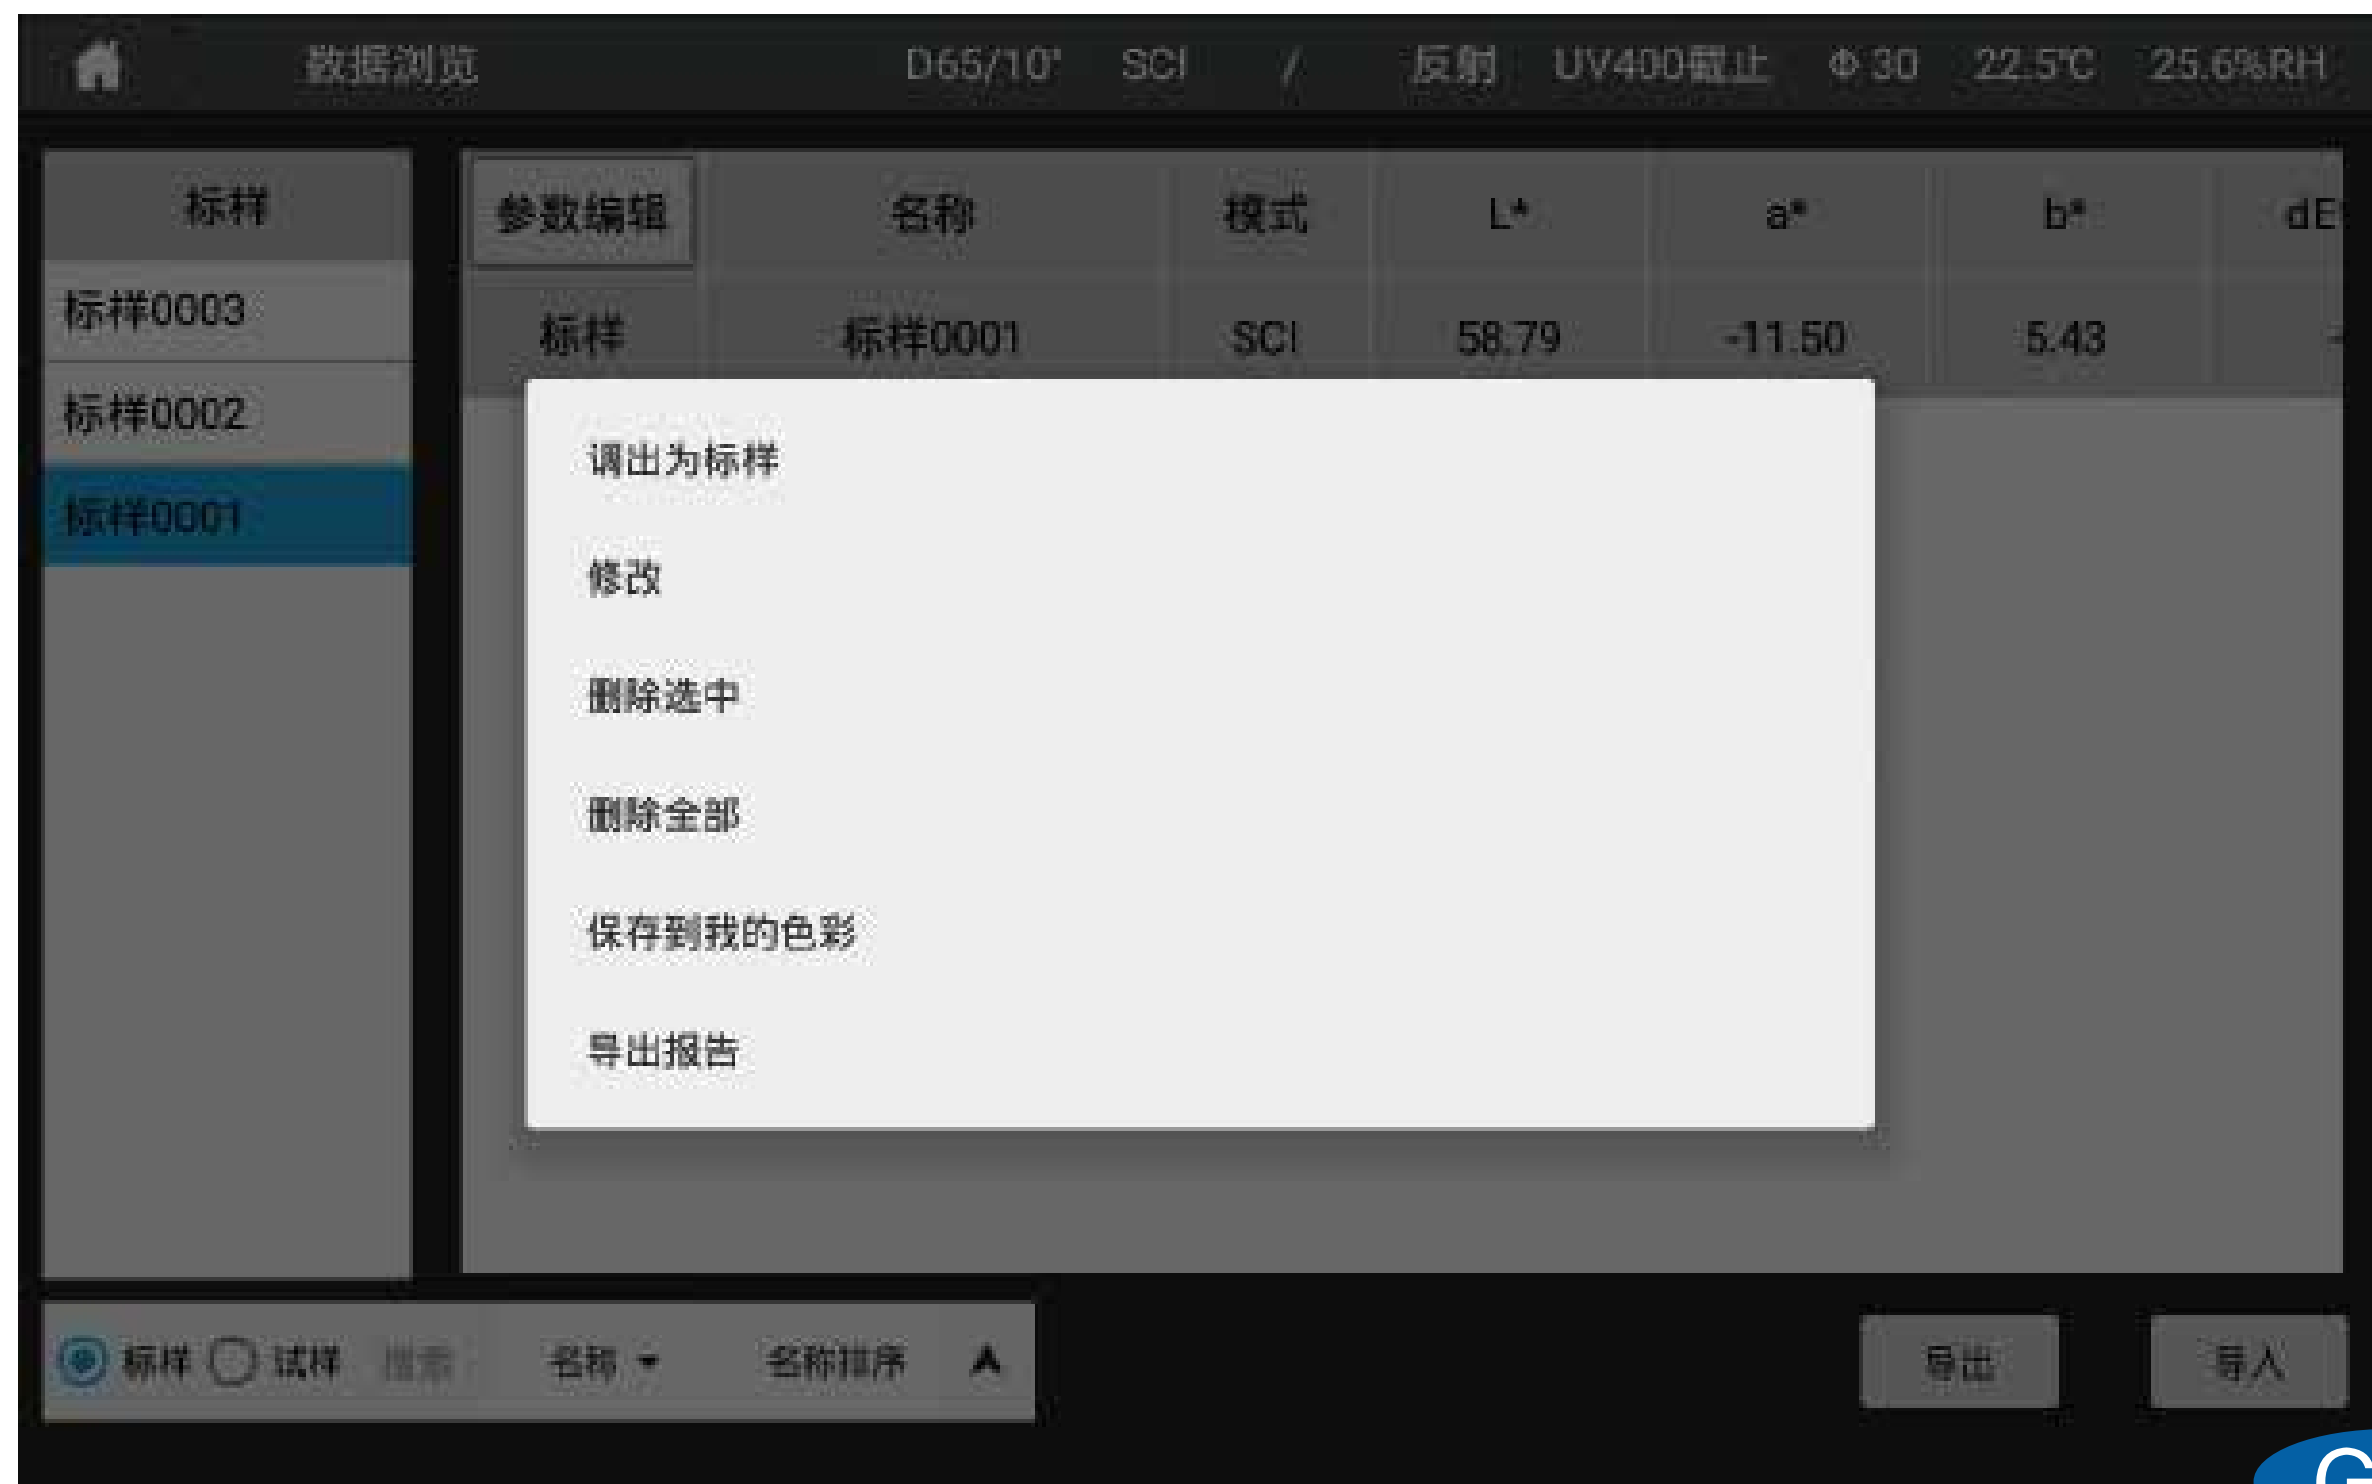 数据浏览 D65/10° SCI / 反射 UV400截止 Φ30 22.5℃ 25.6%RH
标样
标样0003
标样0002
标样0001
参数编辑 名称 模式 L* a* b* dE
标样 标样0001 SCI 58.79 -11.50 5.43 -
调出为标样
修改
删除选中
删除全部
保存到我的色彩
导出报告
标样 试样 搜索 名称 名称排序 导出 导入